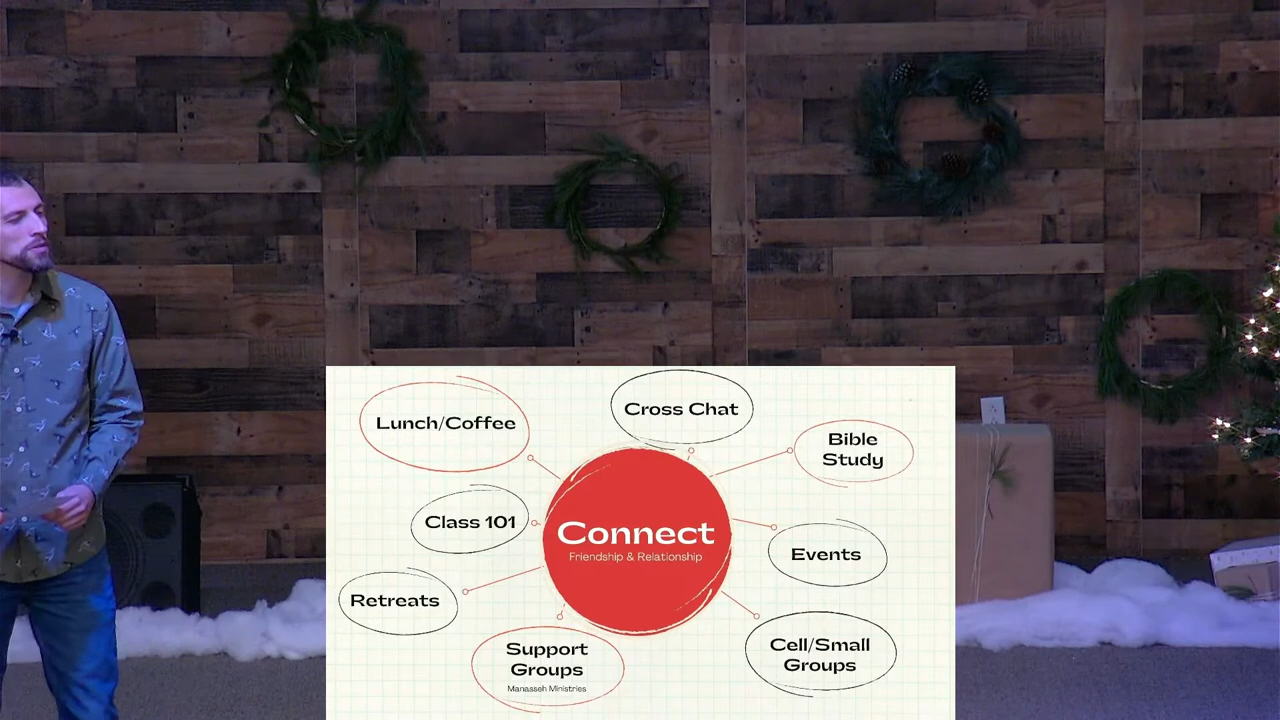 Cross Chat
Lunch/Coffee
Bible
Study
Class 101
Connect
Friendship & Relationship
Events
Retreats
Support
Groups
Manasseh Ministries
Cell/Small
Groups